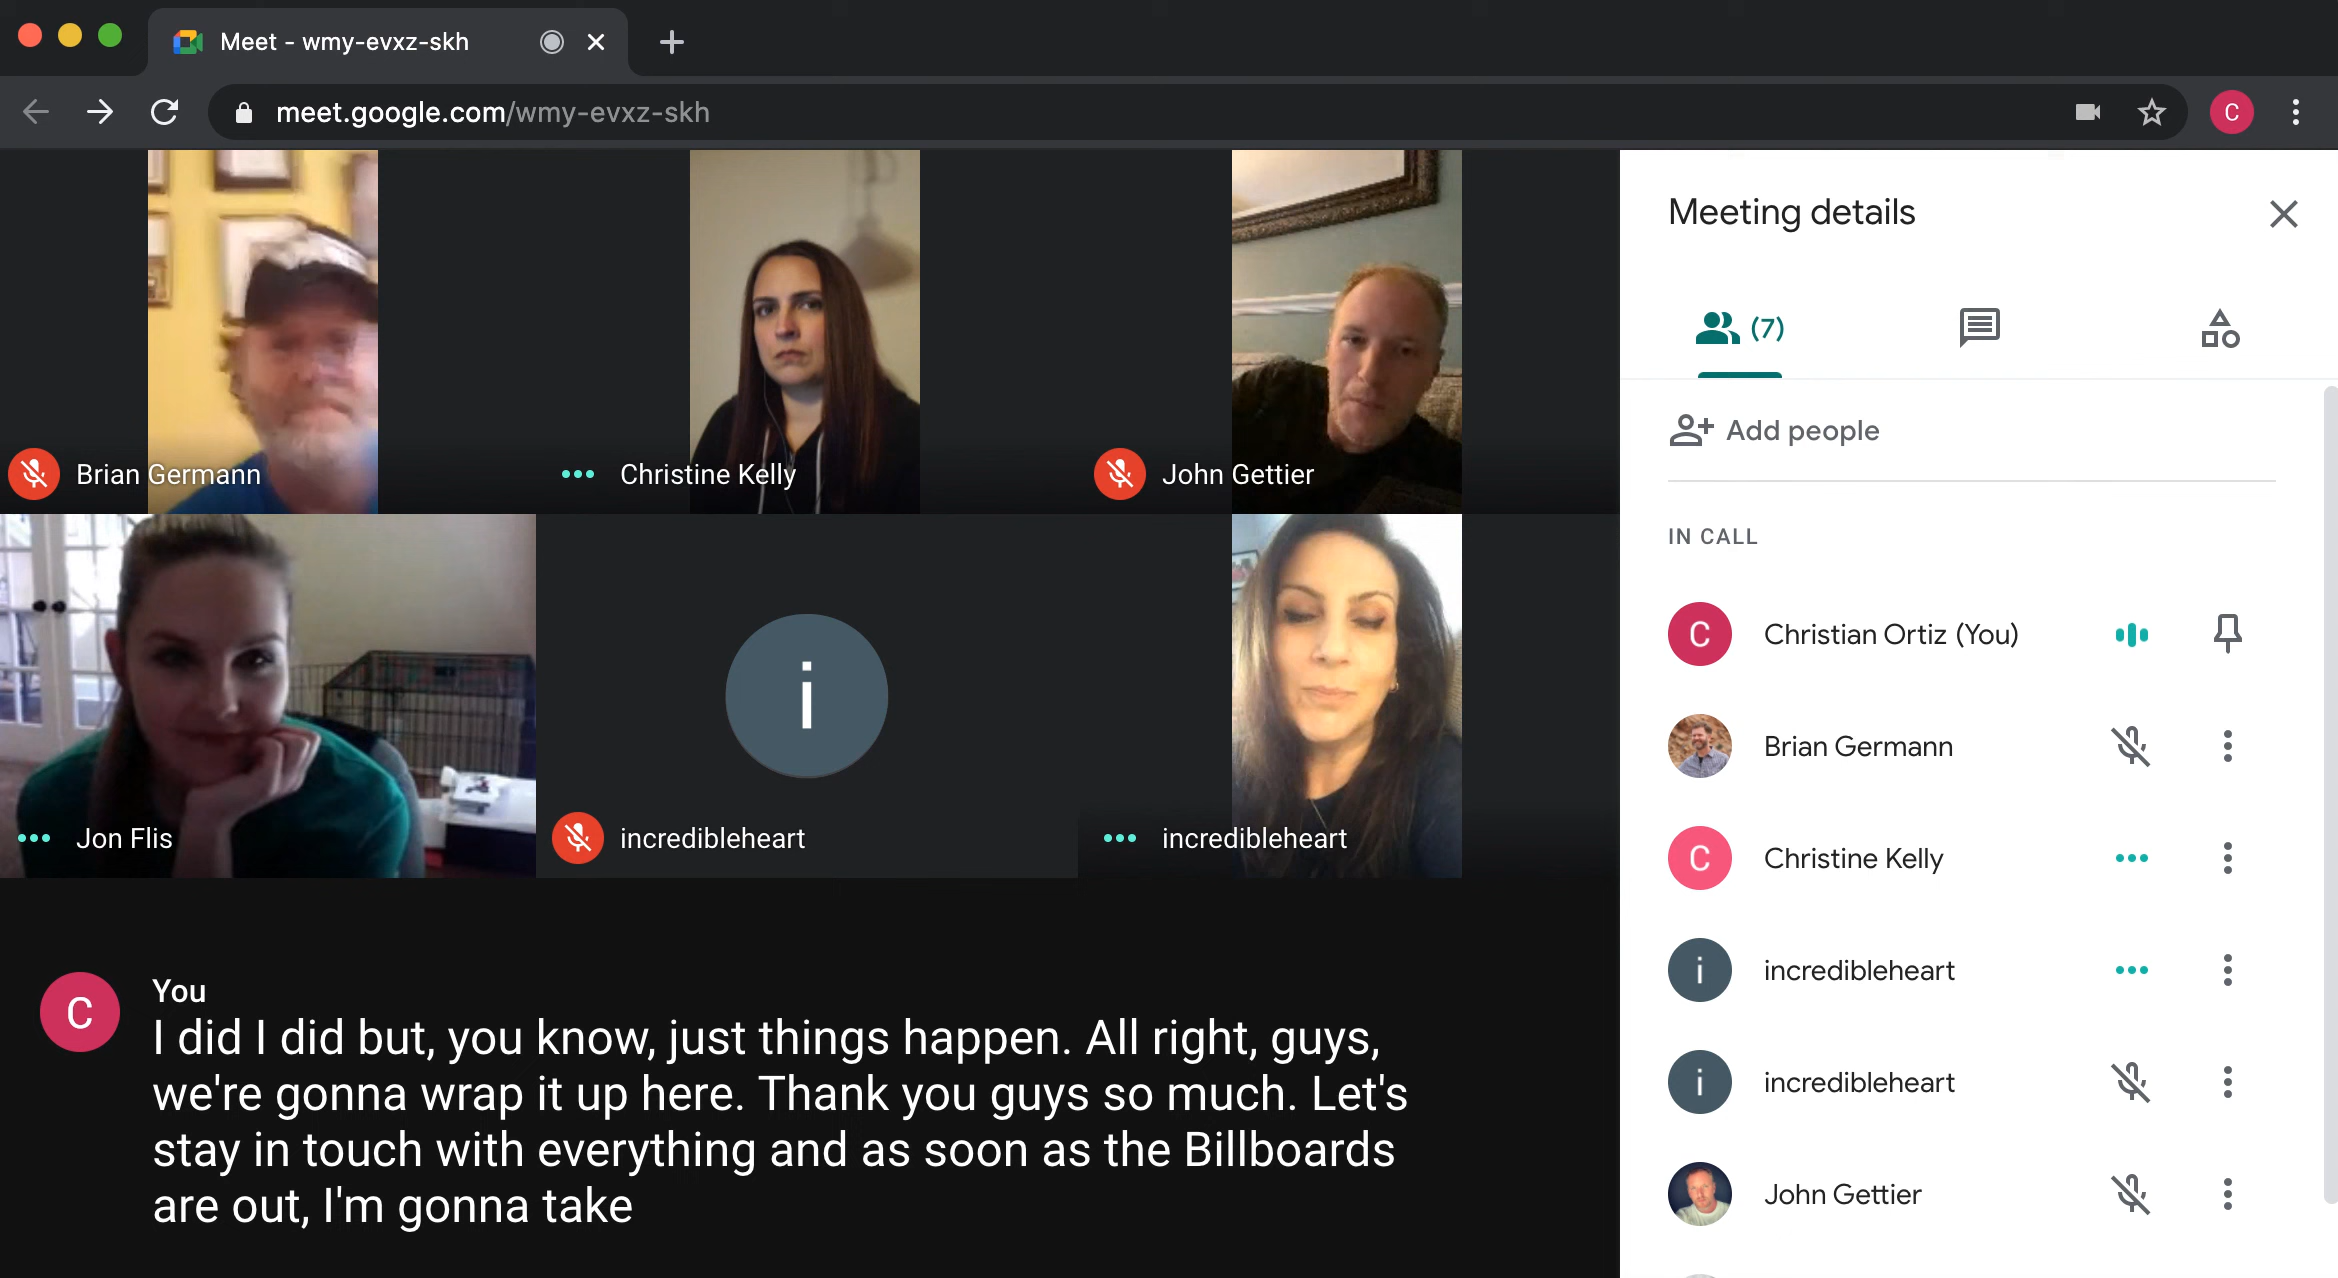 Meet - wmy-evxz-skh
meet.google.com/wmy-evxz-skh
C
Brian Germann
Christine Kelly
John Gettier
Jon Flis
i
incredibleheart
incredibleheart
C
You
I did I did but, you know, just things happen. All right, guys,
we're gonna wrap it up here. Thank you guys so much. Let's
stay in touch with everything and as soon as the Billboards
are out, I'm gonna take
Meeting details
(7)
Add people
IN CALL
C
Christian Ortiz (You)
Brian Germann
C
Christine Kelly
i
incredibleheart
i
incredibleheart
John Gettier